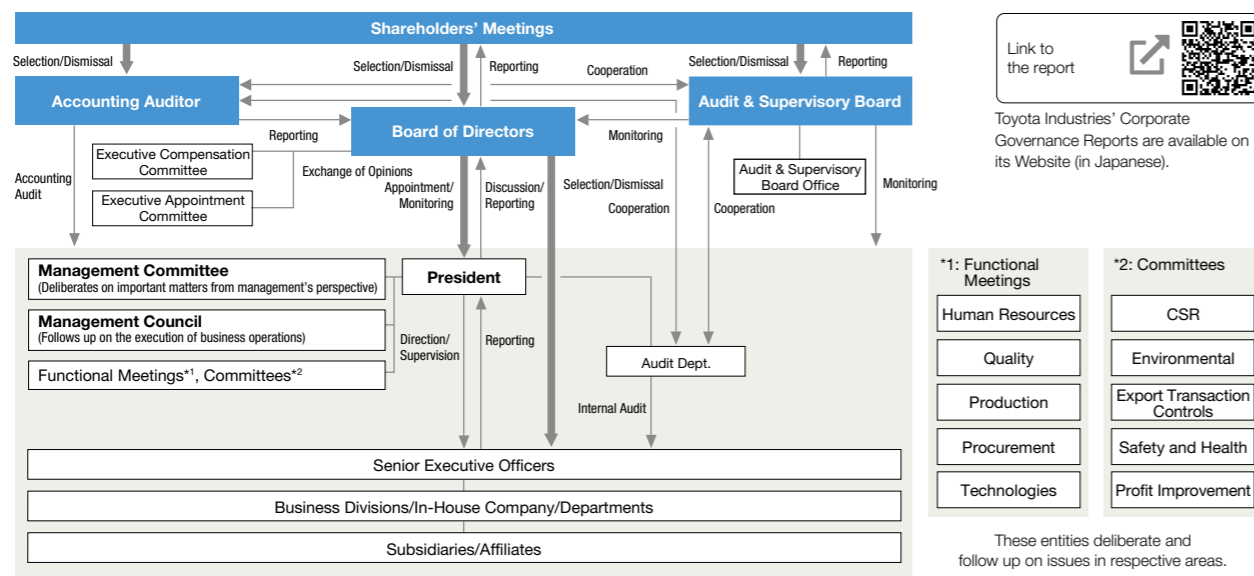 Shareholders' Meetings
Selection/Dismissal
Selection/Dismissal
Reporting
Cooperation
Selection/Dismissal
Reporting
Accounting Auditor
Board of Directors
Audit & Supervisory Board
Reporting
Monitoring
Executive Compensation
Committee
Executive Appointment
Committee
Exchange of Opinions
Accounting
Audit
Appointment/
Monitoring
Discussion/
Reporting
Selection/Dismissal
Cooperation
Cooperation
Audit & Supervisory
Board Office
Monitoring
Management Committee
(Deliberates on important matters from management's perspective)
Management Council
(Follows up on the execution of business operations)
Functional Meetings*1, Committees*2
President
Direction/
Supervision
Reporting
Audit Dept.
Internal Audit
Senior Executive Officers
Business Divisions/In-House Company/Departments
Subsidiaries/Affiliates
Link to
the report
Toyota Industries' Corporate
Governance Reports are available on
its Website (in Japanese).
*1: Functional
Meetings
Human Resources
Quality
Production
Procurement
Technologies
*2: Committees
CSR
Environmental
Export Transaction
Controls
Safety and Health
Profit Improvement
These entities deliberate and
follow up on issues in respective areas.